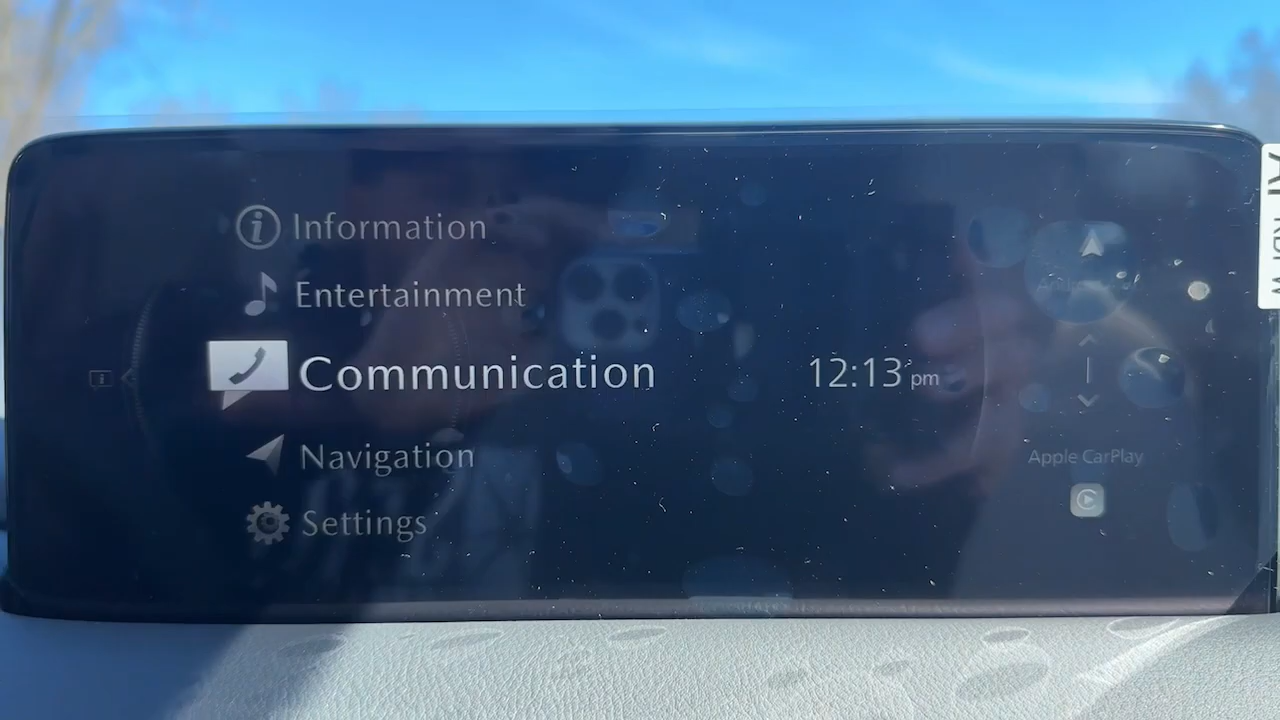 Information
Entertainment
Communication
12:13 pm
Navigation
Apple CarPlay
Settings